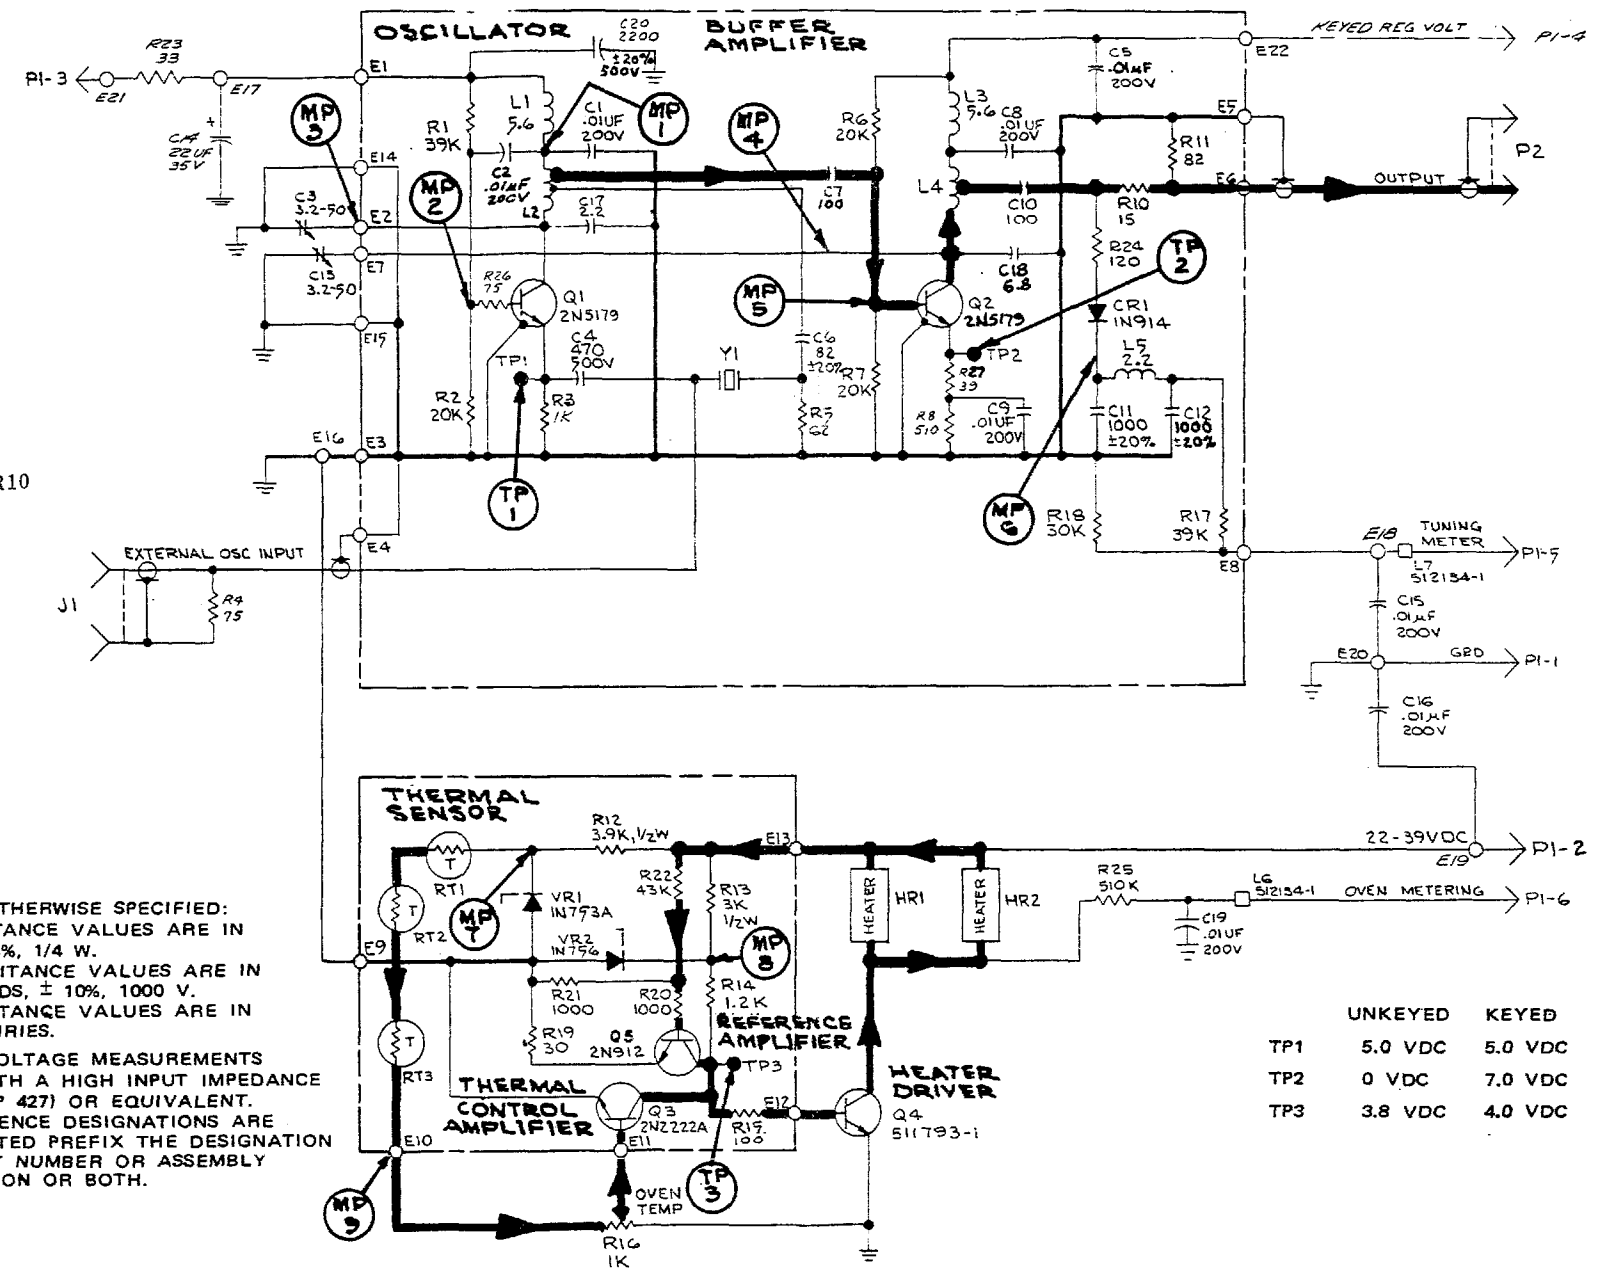 OSCILLATOR
BUFFER
AMPLIFIER
C20
2200
±20%
500V
KEYED REG VOLT
P1-4
E22
R23
33
P1-3
E21
E17
E1
C14
22UF
35V
+
MP
3
L1
5.6
C1
.01UF
200V
MP
1
MP
4
R1
39K
C2
.01µF
200V
MP
2
L2
C17
2.2
R6
20K
C7
100
L3
5.6
C8
.01UF
200V
C5
.01µF
200V
E5
R11
82
P2
E6
OUTPUT
L4
C10
100
R10
15
E14
C3
3.2-50
E2
E7
C13
3.2-50
E15
R26
75
Q1
2N5179
MP
5
Q2
2N5179
C18
6.8
R24
120
TP
2
CR1
1N914
L5
2.2
TP1
C4
470
500V
Y1
C6
82
±20%
R7
20K
TP2
R27
39
R2
20K
R3
1K
R5
62
R8
510
C9
.01UF
200V
C11
1000
±20%
C12
1000
±20%
E16
E3
TP
1
MP
6
R18
30K
R17
39K
E8
R10
E4
EXTERNAL OSC INPUT
J1
R4
75
E18
TUNING
METER
P1-5
L7
512154-1
C15
.01µF
200V
E20
GRD
P1-1
C16
.01µF
200V
THERMAL
SENSOR
R12
3.9K, 1/2W
E13
22-39VDC
E19
P1-2
RT1
T
T
RT2
T
RT3
MP
7
VR1
1N753A
VR2
1N756
R22
43K
R13
3K
1/2W
MP
8
HEATER
HR1
HEATER
HR2
R25
510K
L6
512154-1
OVEN METERING
P1-6
C19
.01UF
200V
E9
R21
1000
R20
1000
R14
1.2K
R19
30
Q5
2N912
REFERENCE
AMPLIFIER
TP3
THERMAL
CONTROL
AMPLIFIER
Q3
2N2222A
R15
100
E12
HEATER
DRIVER
Q4
511793-1
E10
E11
MP
9
OVEN
TEMP
TP
3
R16
1K
THERWISE SPECIFIED:
TANCE VALUES ARE IN
%, 1/4 W.
ITANCE VALUES ARE IN
DS, ± 10%, 1000 V.
TANCE VALUES ARE IN
RIES.
OLTAGE MEASUREMENTS
TH A HIGH INPUT IMPEDANCE
P 427) OR EQUIVALENT.
ENCE DESIGNATIONS ARE
TED PREFIX THE DESIGNATION
T NUMBER OR ASSEMBLY
ON OR BOTH.
UNKEYED KEYED
TP1 5.0 VDC 5.0 VDC
TP2 0 VDC 7.0 VDC
TP3 3.8 VDC 4.0 VDC